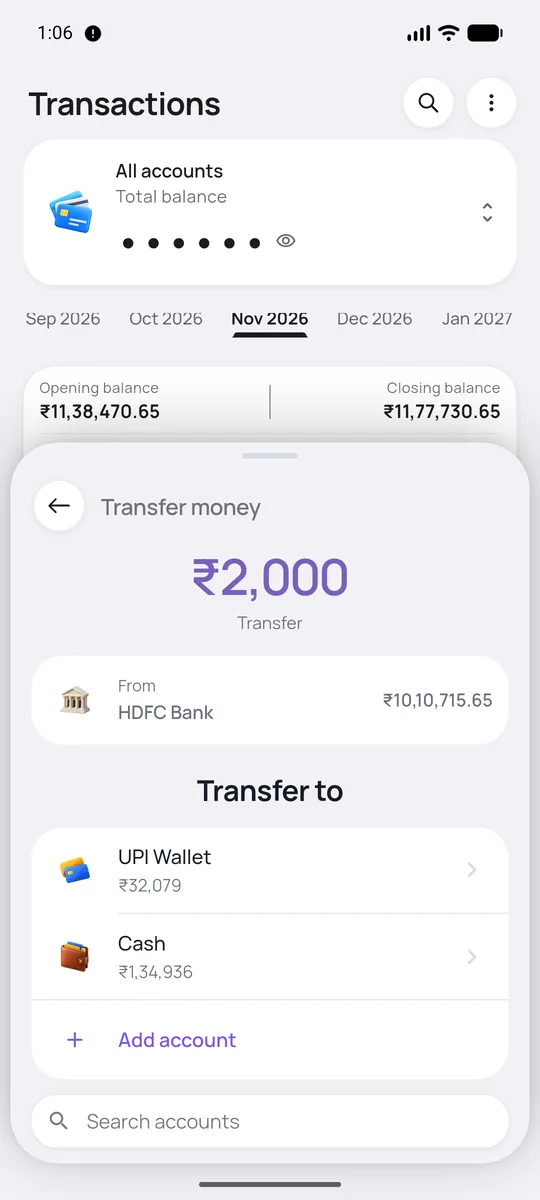 1:06
Transactions
All accounts
Total balance
Sep 2026 Oct 2026 Nov 2026 Dec 2026 Jan 2027
Opening balance Closing balance
₹11,38,470.65 ₹11,77,730.65
Transfer money
₹2,000
Transfer
From
HDFC Bank ₹10,10,715.65
Transfer to
UPI Wallet
₹32,079
Cash
₹1,34,936
+ Add account
Search accounts